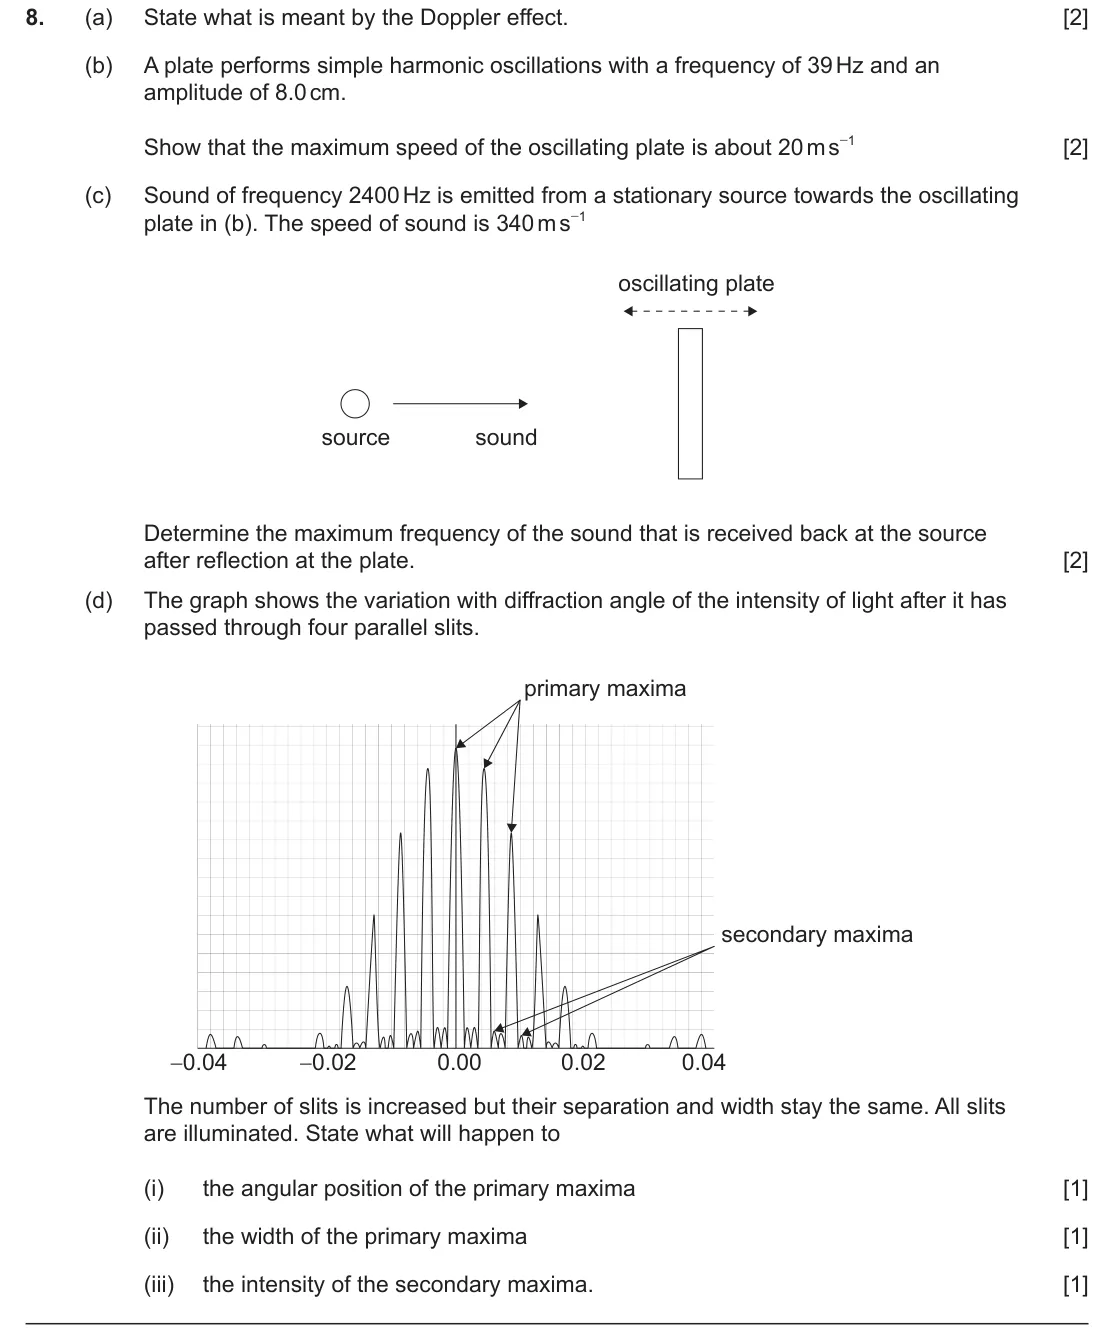 8. (a) State what is meant by the Doppler effect. [2]
(b) A plate performs simple harmonic oscillations with a frequency of 39 Hz and an
amplitude of 8.0 cm.
Show that the maximum speed of the oscillating plate is about 20 m s⁻¹ [2]
(c) Sound of frequency 2400 Hz is emitted from a stationary source towards the oscillating
plate in (b). The speed of sound is 340 m s⁻¹
oscillating plate
source sound
Determine the maximum frequency of the sound that is received back at the source
after reflection at the plate. [2]
(d) The graph shows the variation with diffraction angle of the intensity of light after it has
passed through four parallel slits.
primary maxima
secondary maxima
−0.04 −0.02 0.00 0.02 0.04
The number of slits is increased but their separation and width stay the same. All slits
are illuminated. State what will happen to
(i) the angular position of the primary maxima [1]
(ii) the width of the primary maxima [1]
(iii) the intensity of the secondary maxima. [1]